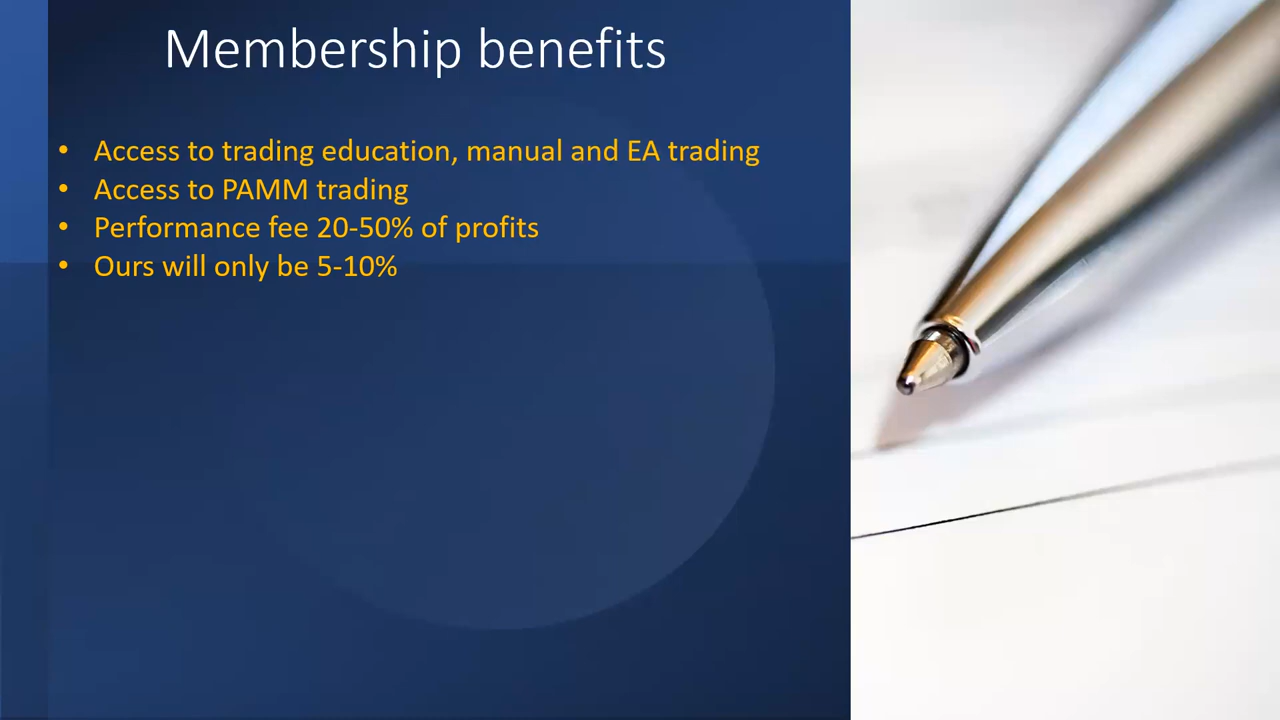 Membership benefits
• Access to trading education, manual and EA trading
• Access to PAMM trading
• Performance fee 20-50% of profits
• Ours will only be 5-10%